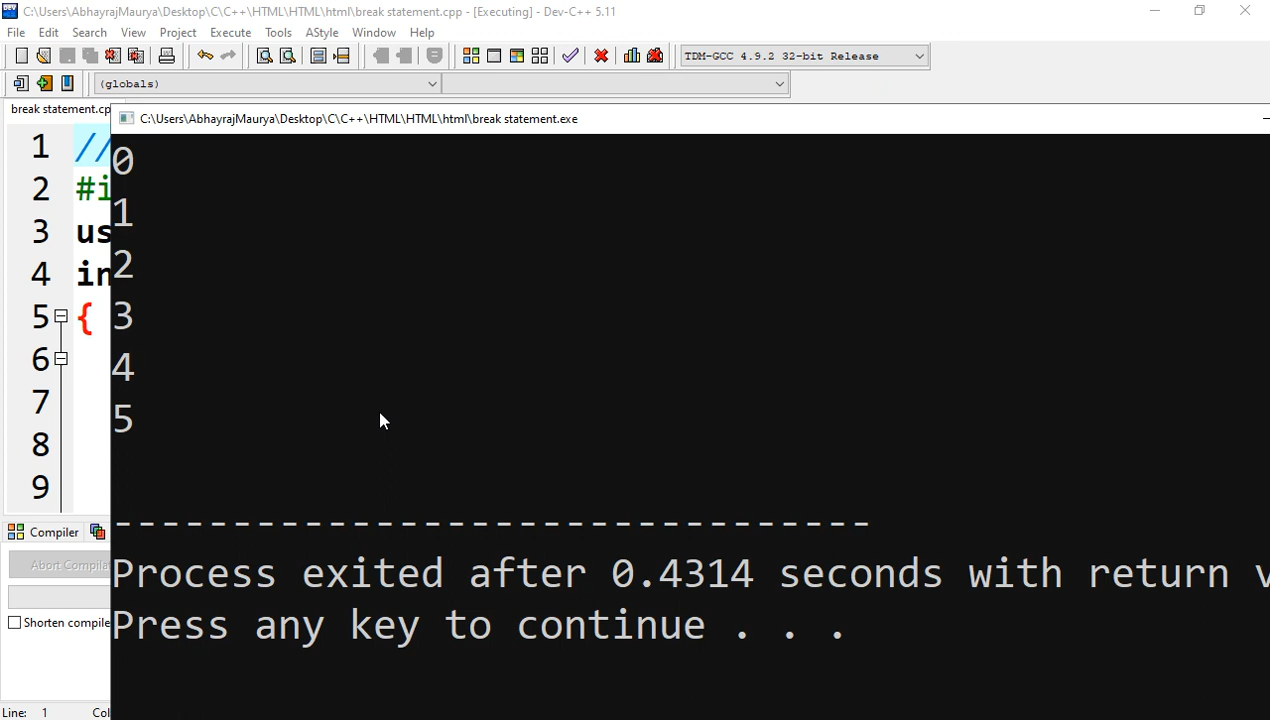 C:\Users\AbhayrajMaurya\Desktop\C\C++\HTML\HTML\html\break statement.cpp - [Executing] - Dev-C++ 5.11
File Edit Search View Project Execute Tools AStyle Window Help
TDM-GCC 4.9.2 32-bit Release
(globals)
break statement.cp
C:\Users\AbhayrajMaurya\Desktop\C\C++\HTML\HTML\html\break statement.exe
1 //
2 #i
3 us
4 in
5 {
6
7
8
9
0
1
2
3
4
5
--------------------------------
Process exited after 0.4314 seconds with return v
Press any key to continue . . .
Compiler
Abort Compilat
Shorten compile
Line: 1 Col